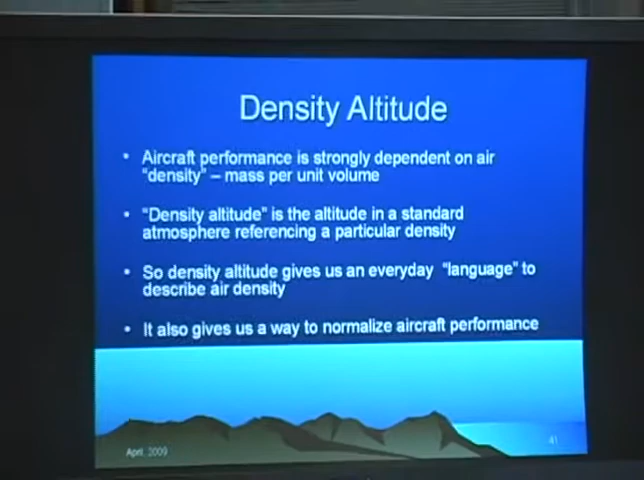 Density Altitude
• Aircraft performance is strongly dependent on air
"density" – mass per unit volume
• "Density altitude" is the altitude in a standard
atmosphere referencing a particular density
• So density altitude gives us an everyday "language" to
describe air density
• It also gives us a way to normalize aircraft performance
April, 2009
41